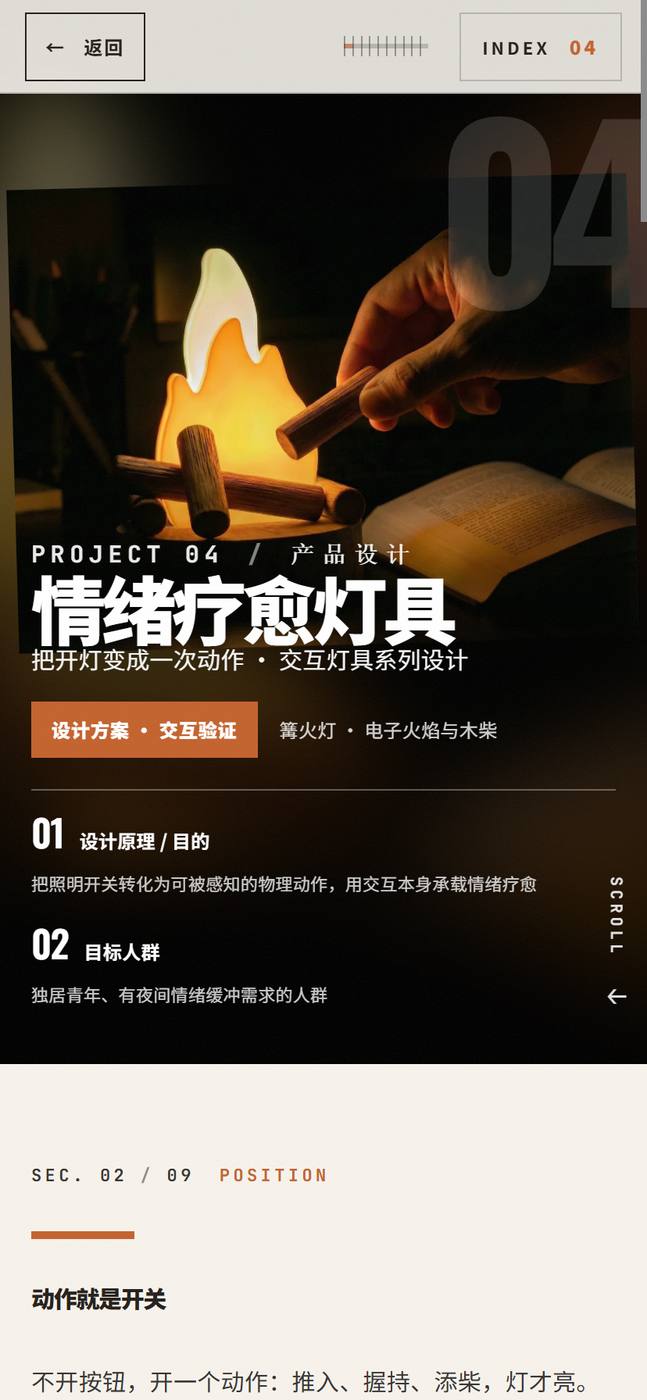 ← 返回
INDEX 04
04
PROJECT 04 / 产品设计
情绪疗愈灯具
把开灯变成一次动作 · 交互灯具系列设计
设计方案 · 交互验证
篝火灯 · 电子火焰与木柴
01 设计原理 / 目的
把照明开关转化为可被感知的物理动作，用交互本身承载情绪疗愈
02 目标人群
独居青年、有夜间情绪缓冲需求的人群
SCROLL ←
SEC. 02 / 09 POSITION
动作就是开关
不开按钮，开一个动作：推入、握持、添柴，灯才亮。